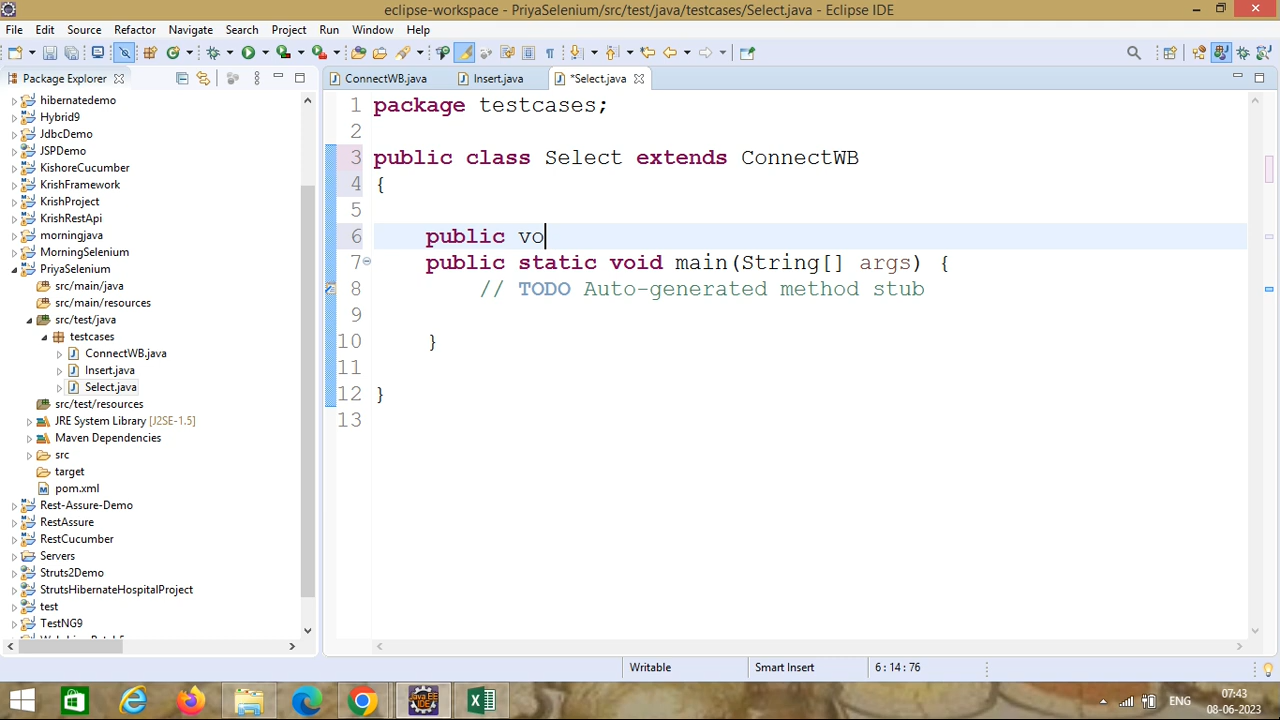 eclipse-workspace - PriyaSelenium/src/test/java/testcases/Select.java - Eclipse IDE
File Edit Source Refactor Navigate Search Project Run Window Help
Package Explorer
ConnectWB.java Insert.java *Select.java
hibernatedemo
Hybrid9
JdbcDemo
JSPDemo
KishoreCucumber
KrishFramework
KrishProject
KrishRestApi
morningjava
MorningSelenium
PriyaSelenium
src/main/java
src/main/resources
src/test/java
testcases
ConnectWB.java
Insert.java
Select.java
src/test/resources
JRE System Library [J2SE-1.5]
Maven Dependencies
src
target
pom.xml
Rest-Assure-Demo
RestAssure
RestCucumber
Servers
Struts2Demo
StrutsHibernateHospitalProject
test
TestNG9
1 package testcases;
2
3 public class Select extends ConnectWB
4 {
5
6 public vo
7 public static void main(String[] args) {
8 // TODO Auto-generated method stub
9
10 }
11
12 }
13
Writable Smart Insert 6 : 14 : 76
ENG 07:43
08-06-2023